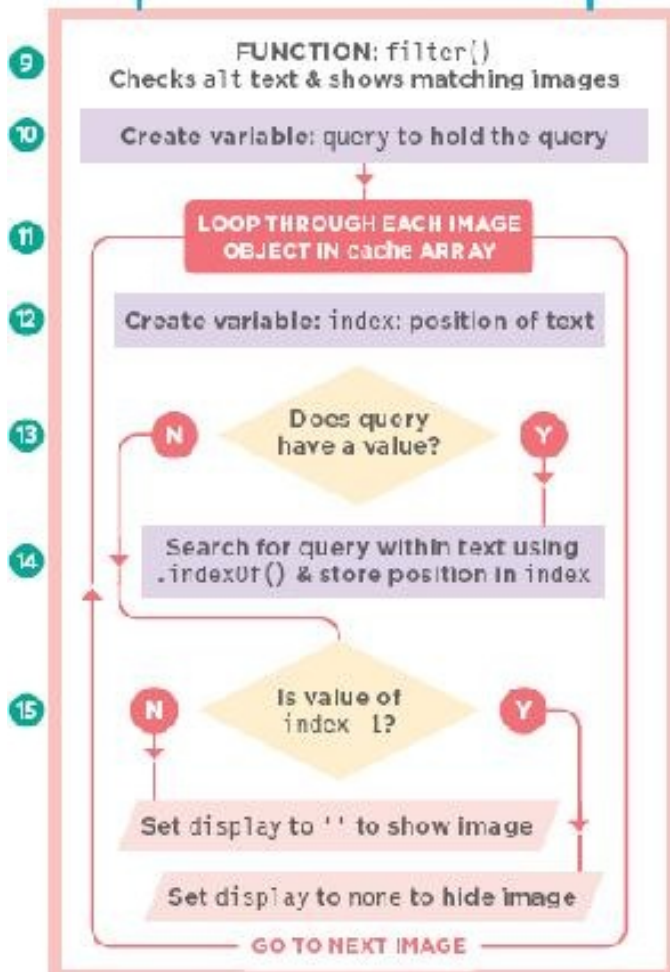 9
FUNCTION: filter()
Checks alt text & shows matching images
10
Create variable: query to hold the query
11
LOOP THROUGH EACH IMAGE
OBJECT IN cache ARRAY
12
Create variable: index: position of text
13
N
Does query
have a value?
Y
14
Search for query within text using
.indexOf() & store position in index
15
N
Is value of
index -1?
Y
Set display to '' to show image
Set display to none to hide image
GO TO NEXT IMAGE